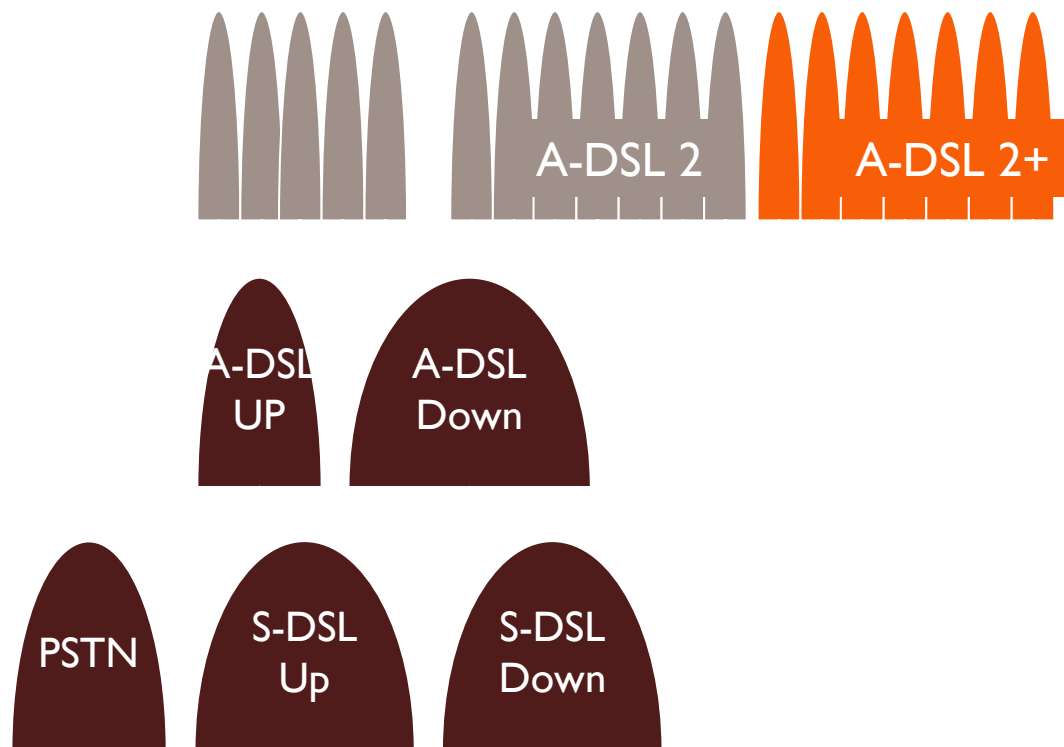 A-DSL 2
A-DSL 2+
A-DSL
UP
A-DSL
Down
PSTN
S-DSL
Up
S-DSL
Down